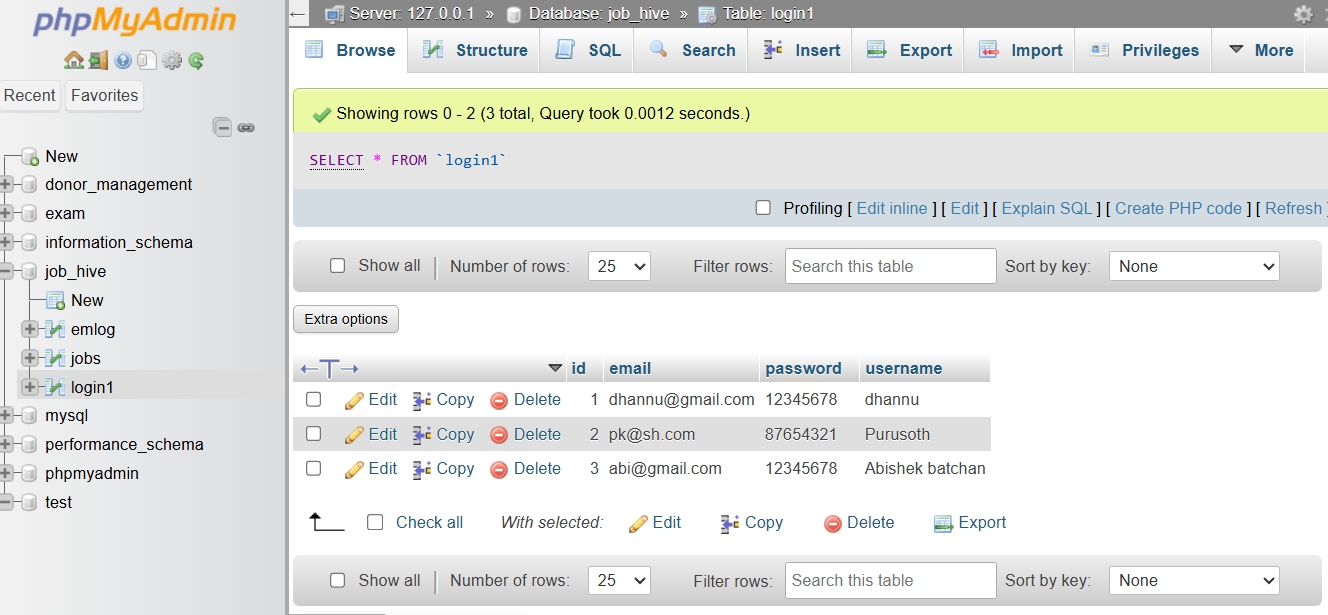 phpMyAdmin
Recent Favorites
New
donor_management
exam
information_schema
job_hive
New
emlog
jobs
login1
mysql
performance_schema
phpmyadmin
test
Server: 127.0.0.1 » Database: job_hive » Table: login1
Browse Structure SQL Search Insert Export Import Privileges More
Showing rows 0 - 2 (3 total, Query took 0.0012 seconds.)
SELECT * FROM `login1`
Profiling [ Edit inline ] [ Edit ] [ Explain SQL ] [ Create PHP code ] [ Refresh ]
Show all | Number of rows: 25 Filter rows: Search this table Sort by key: None
Extra options
←T→ id email password username
Edit Copy Delete 1 dhannu@gmail.com 12345678 dhannu
Edit Copy Delete 2 pk@sh.com 87654321 Purusoth
Edit Copy Delete 3 abi@gmail.com 12345678 Abishek batchan
Check all With selected: Edit Copy Delete Export
Show all | Number of rows: 25 Filter rows: Search this table Sort by key: None